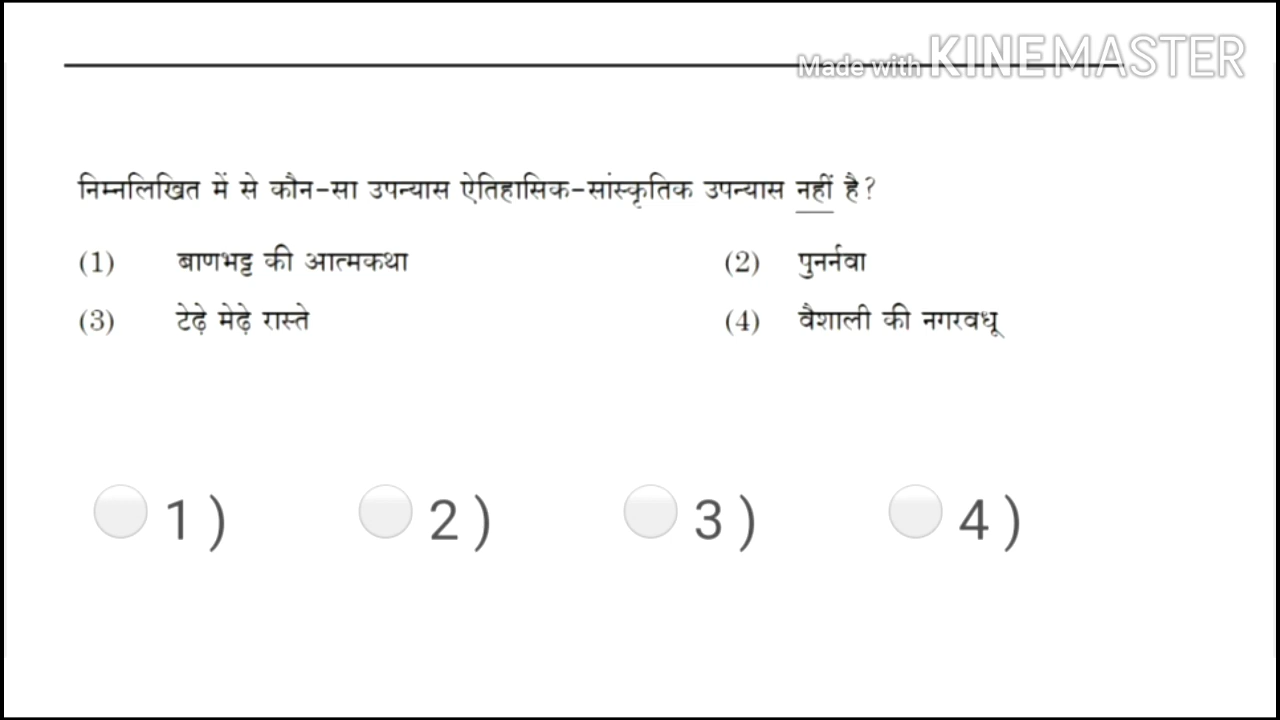 Made with KINEMASTER
निम्नलिखित में से कौन-सा उपन्यास ऐतिहासिक-सांस्कृतिक उपन्यास नहीं है?
(1) बाणभट्ट की आत्मकथा (2) पुनर्नवा
(3) टेढ़े मेढ़े रास्ते (4) वैशाली की नगरवधू
1) 2) 3) 4)